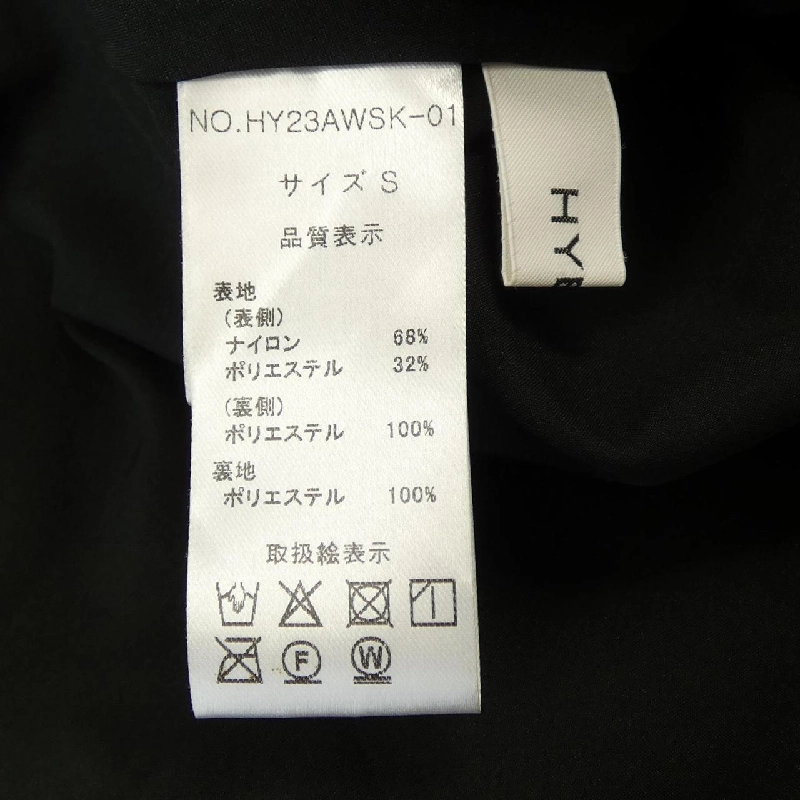 NO.HY23AWSK-01
サイズ S
品質表示
表地
(表側)
ナイロン 68%
ポリエステル 32%
(裏側)
ポリエステル 100%
裏地
ポリエステル 100%
取扱絵表示
F W
HY